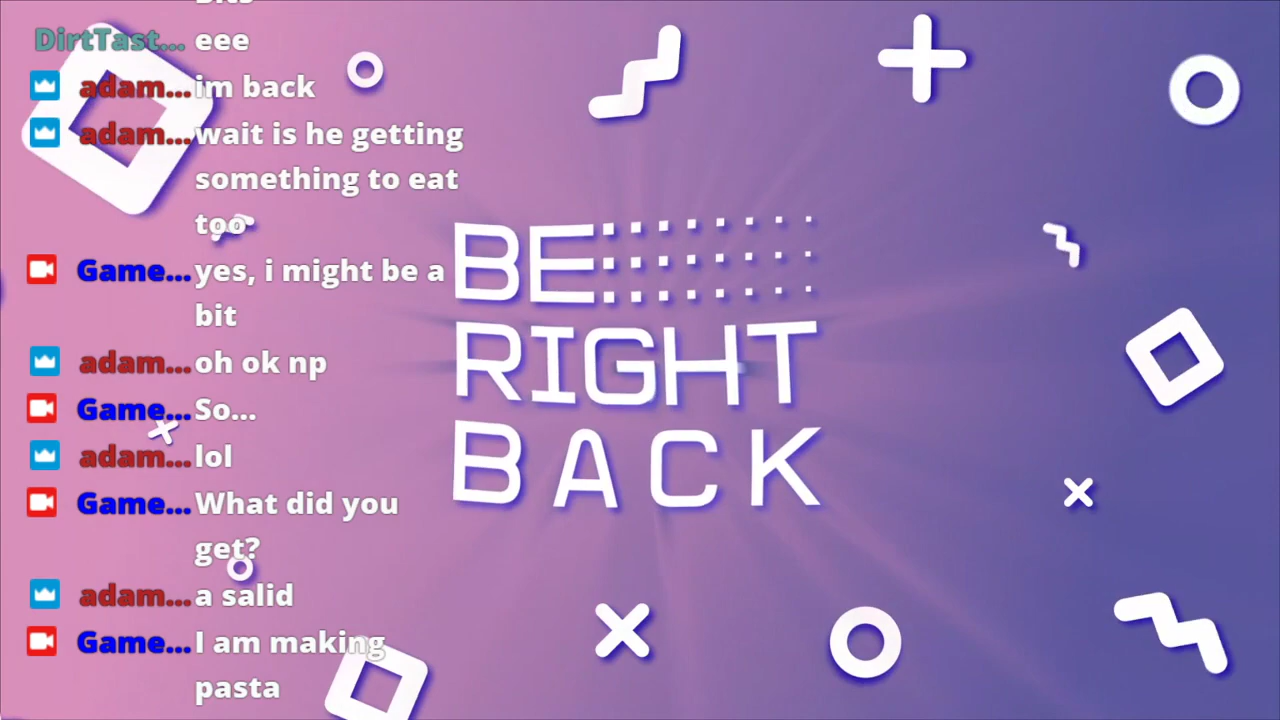 DirtTast... eee
adam... im back
adam... wait is he getting
something to eat
too
Game... yes, i might be a
bit
adam... oh ok np
Game... So...
adam... lol
Game... What did you
get?
adam... a salid
Game... I am making
pasta
BE
RIGHT
BACK